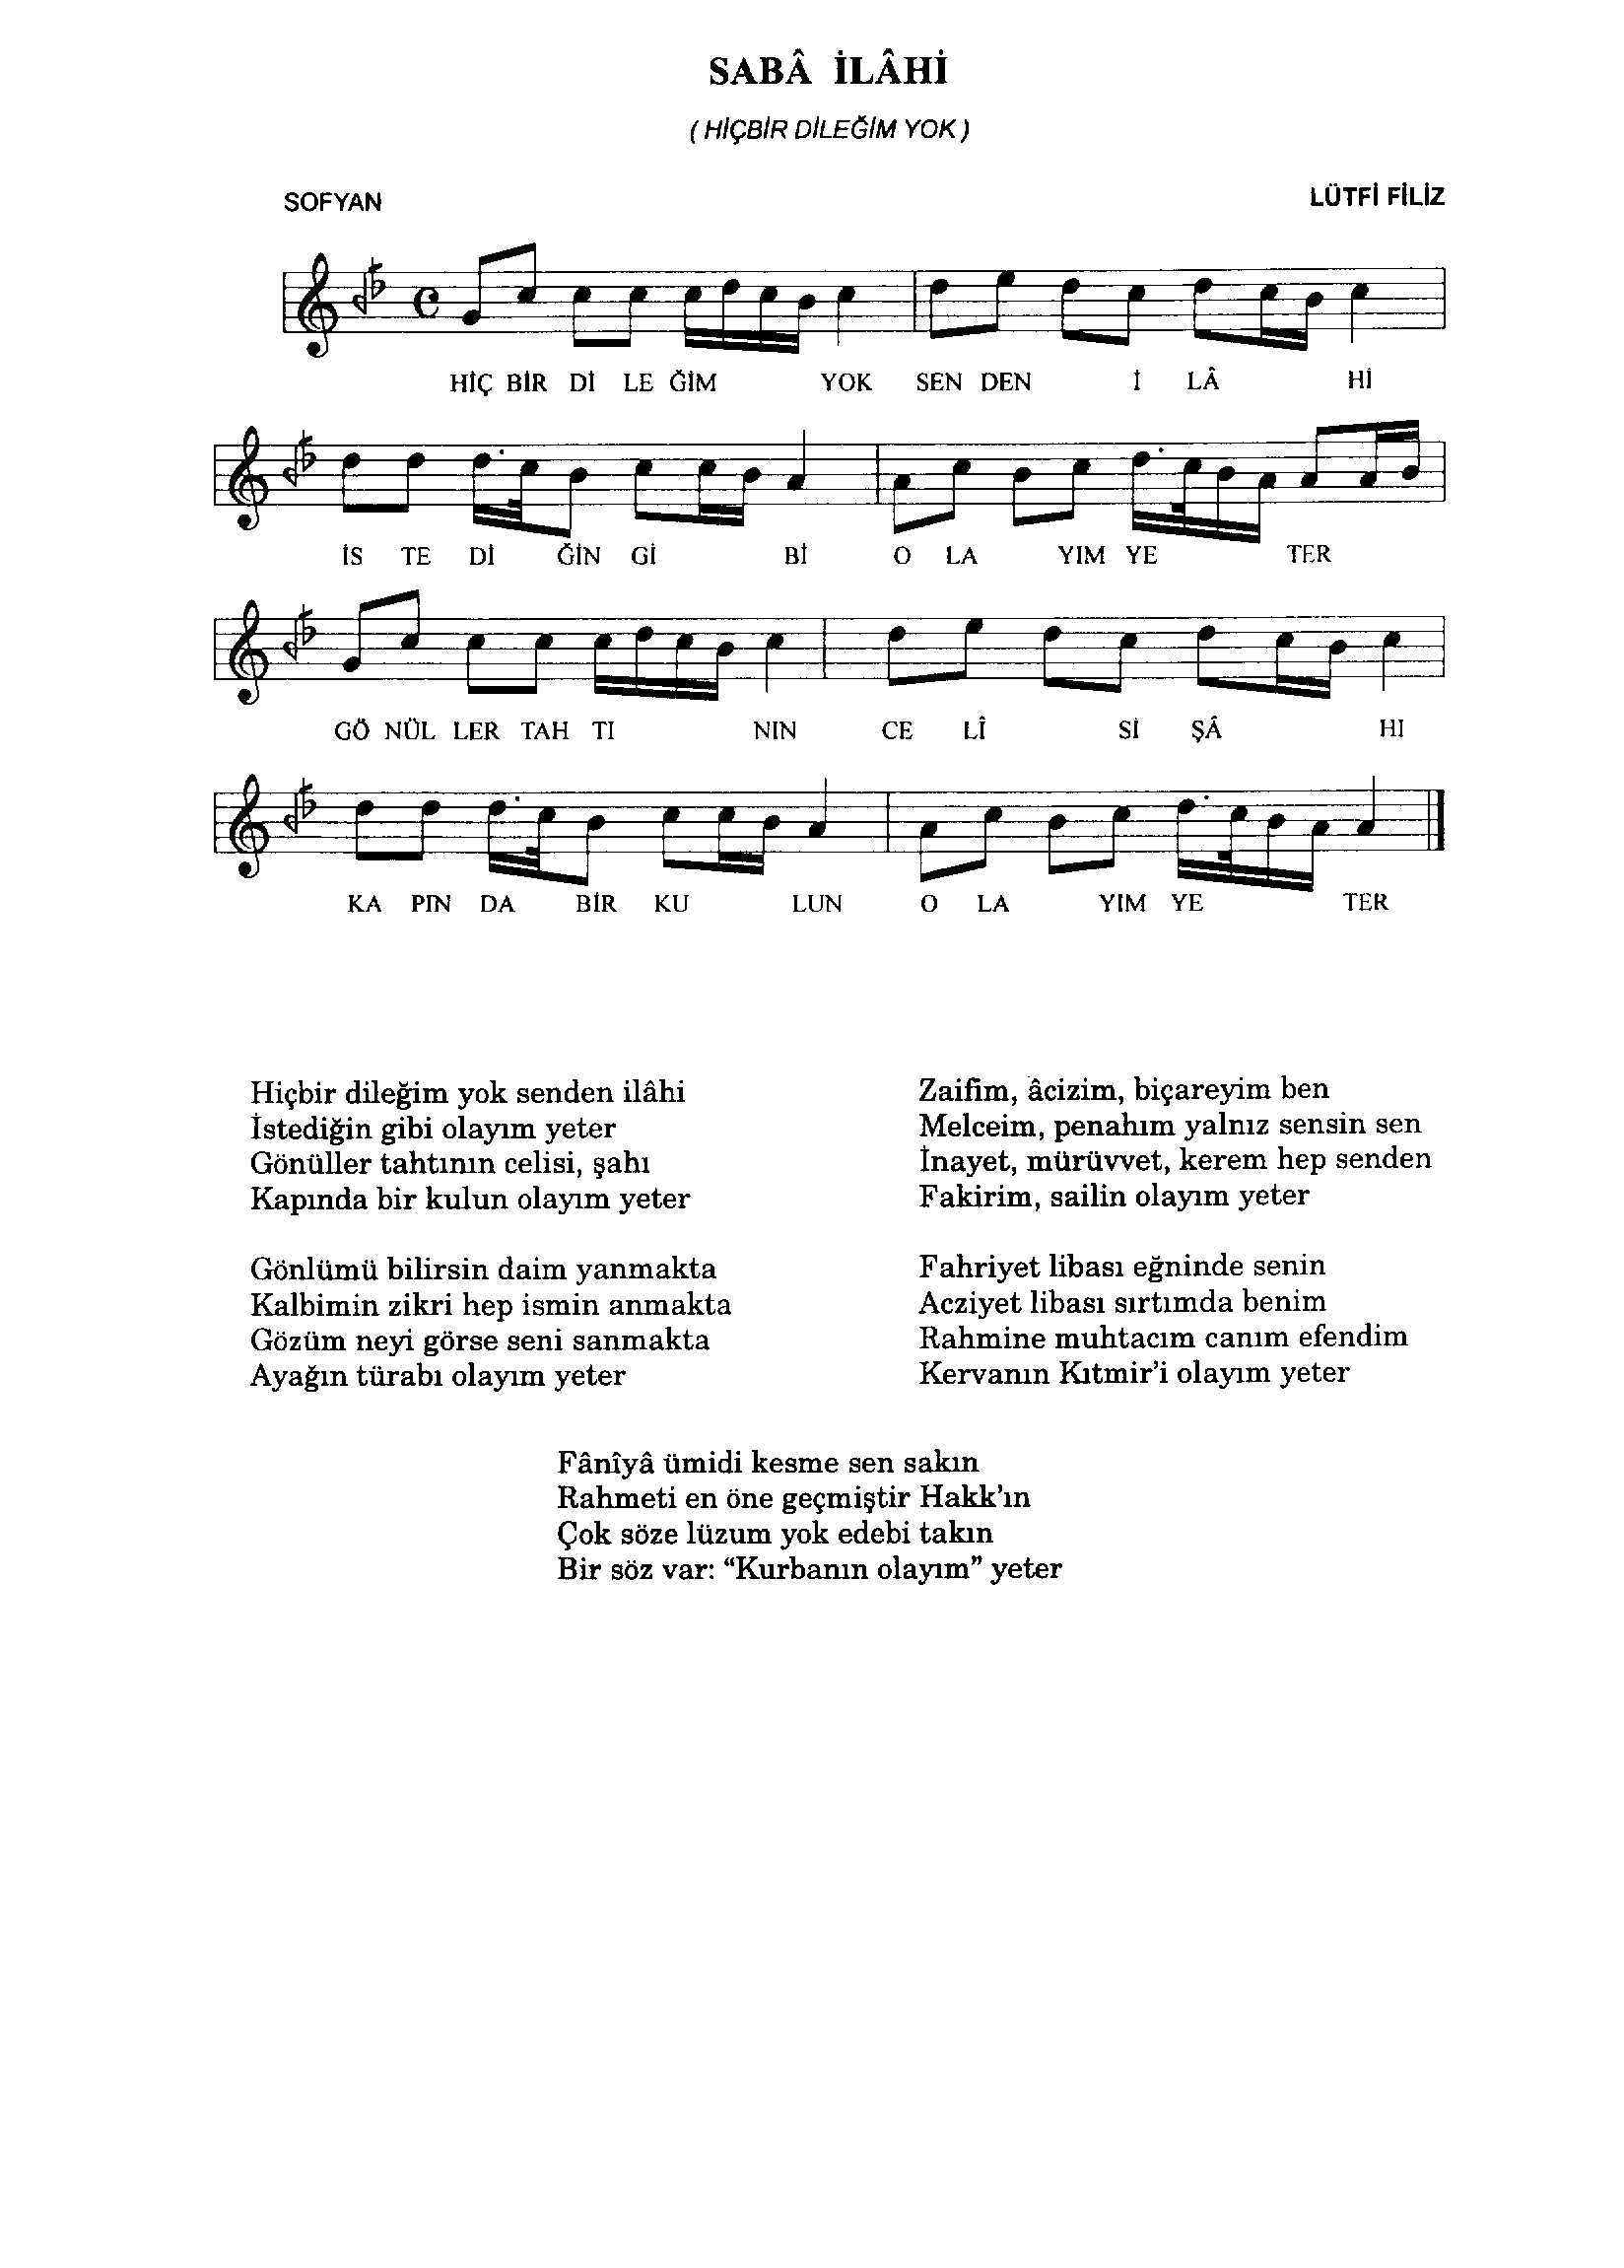 SABÂ İLÂHİ
( HİÇBİR DİLEĞİM YOK )
SOFYAN
LÜTFİ FİLİZ
HİÇ BİR Dİ LE ĞİM YOK SEN DEN İ LÂ Hİ
İS TE Dİ ĞİN Gİ Bİ O LA YIM YE TER
GÖ NÜL LER TAH TI NIN CE LÎ Sİ ŞÂ HI
KA PIN DA BİR KU LUN O LA YIM YE TER
Hiçbir dileğim yok senden ilâhi
İstediğin gibi olayım yeter
Gönüller tahtının celisi, şahı
Kapında bir kulun olayım yeter
Gönlümü bilirsin daim yanmakta
Kalbimin zikri hep ismin anmakta
Gözüm neyi görse seni sanmakta
Ayağın türabı olayım yeter
Zaifim, âcizim, biçareyim ben
Melceim, penahım yalnız sensin sen
İnayet, mürüvvet, kerem hep senden
Fakirim, sailin olayım yeter
Fahriyet libası eğninde senin
Acziyet libası sırtımda benim
Rahmine muhtacım canım efendim
Kervanın Kıtmir'i olayım yeter
Fânîyâ ümidi kesme sen sakın
Rahmeti en öne geçmiştir Hakk'ın
Çok söze lüzum yok edebi takın
Bir söz var: “Kurbanın olayım” yeter